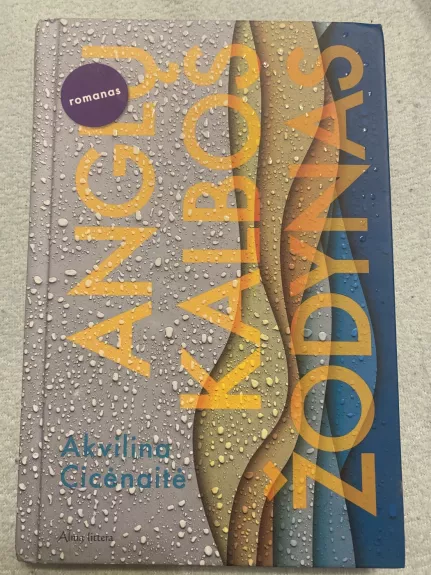 romanas
ANGLŲ
KALBOS
ŽODYNAS
Akvilina
Cicėnaitė
Alma littera